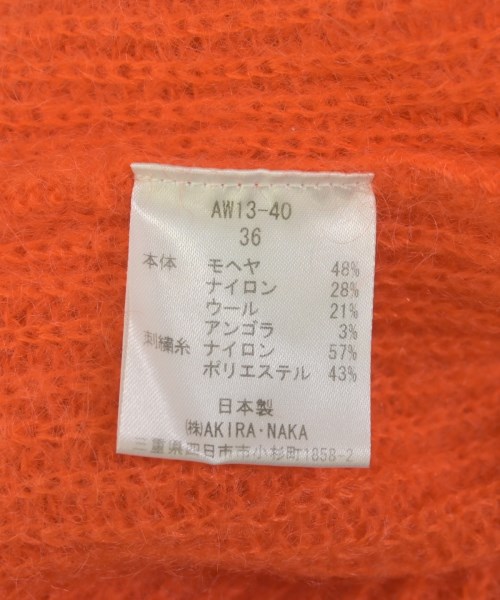 AW13-40
36
本体 モヘヤ 48%
ナイロン 28%
ウール 21%
アンゴラ 3%
刺繍糸 ナイロン 57%
ポリエステル 43%
日本製
㈱AKIRA・NAKA
三重県四日市市小杉町1858-2